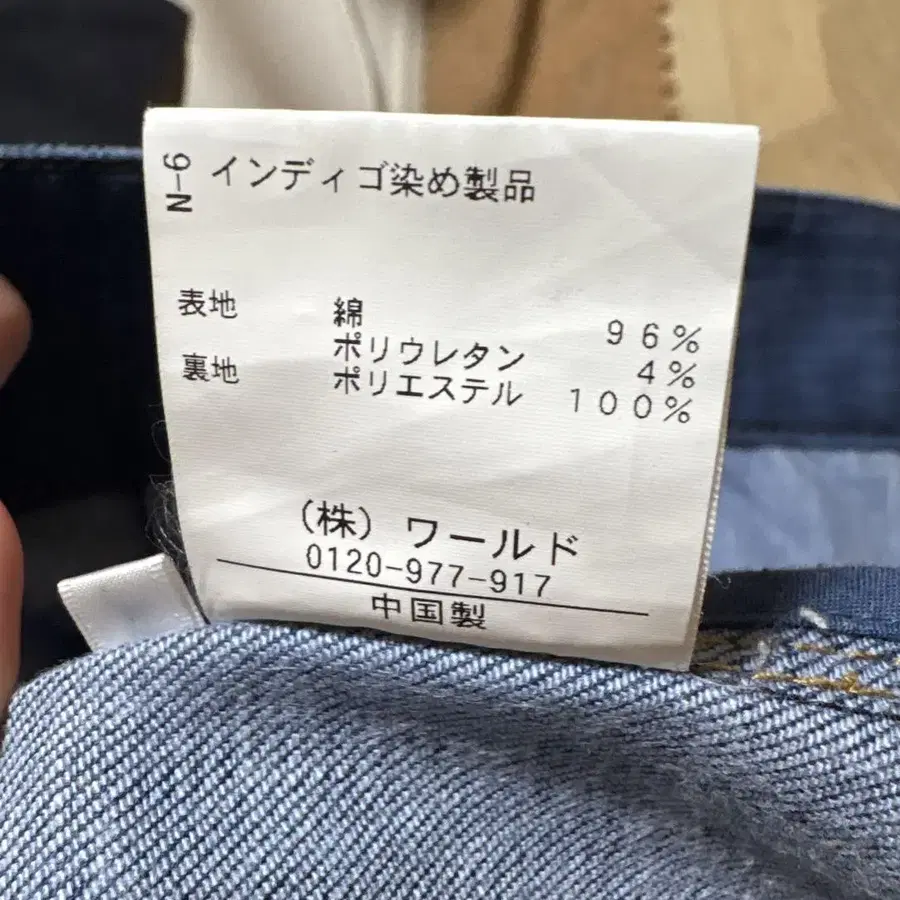 N-6
インディゴ染め製品
表地 綿 96%
ポリウレタン 4%
裏地 ポリエステル 100%
(株) ワールド
0120-977-917
中国製